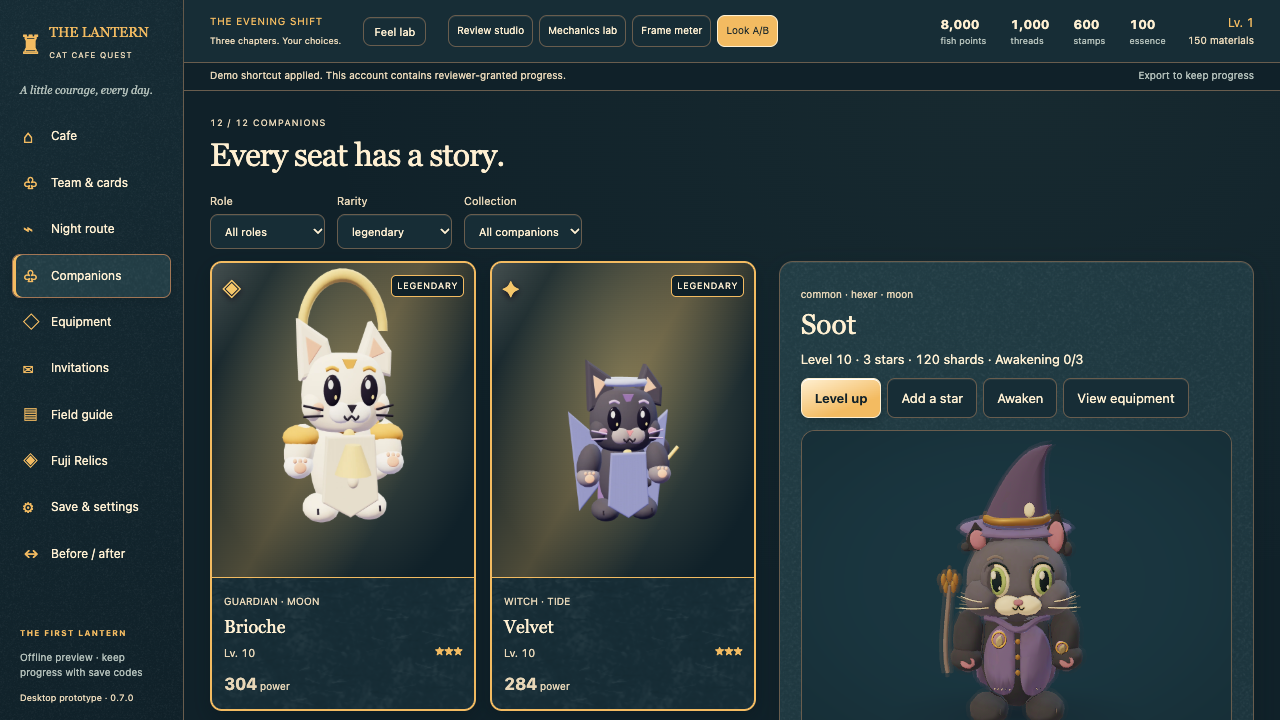 THE LANTERN
CAT CAFE QUEST
A little courage, every day.
Cafe
Team & cards
Night route
Companions
Equipment
Invitations
Field guide
Fuji Relics
Save & settings
Before / after
THE FIRST LANTERN
Offline preview · keep
progress with save codes
Desktop prototype · 0.7.0
THE EVENING SHIFT
Three chapters. Your choices.
Feel lab
Review studio
Mechanics lab
Frame meter
Look A/B
8,000
fish points
1,000
threads
600
stamps
100
essence
Lv. 1
150 materials
Demo shortcut applied. This account contains reviewer-granted progress.
Export to keep progress
12 / 12 COMPANIONS
Every seat has a story.
Role
Rarity
Collection
All roles
legendary
All companions
LEGENDARY
GUARDIAN · MOON
Brioche
Lv. 10
304 power
LEGENDARY
WITCH · TIDE
Velvet
Lv. 10
284 power
common · hexer · moon
Soot
Level 10 · 3 stars · 120 shards · Awakening 0/3
Level up
Add a star
Awaken
View equipment